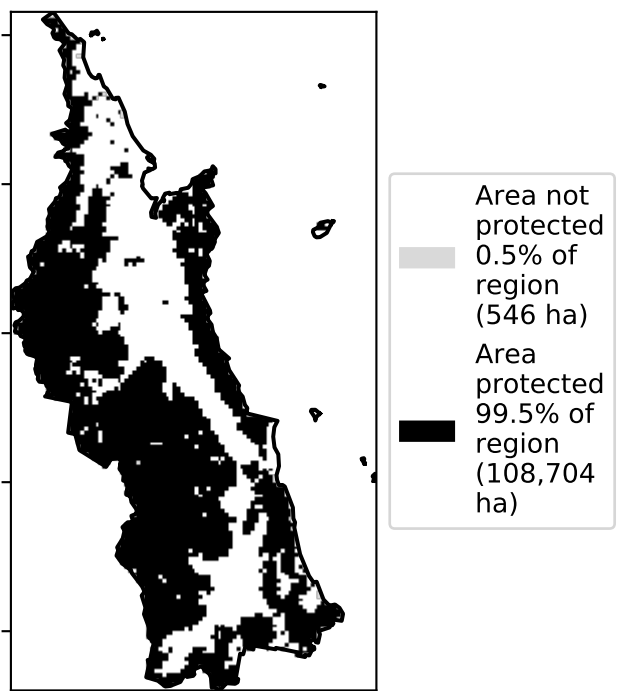 Area not
protected
0.5% of
region
(546 ha)
Area
protected
99.5% of
region
(108,704
ha)